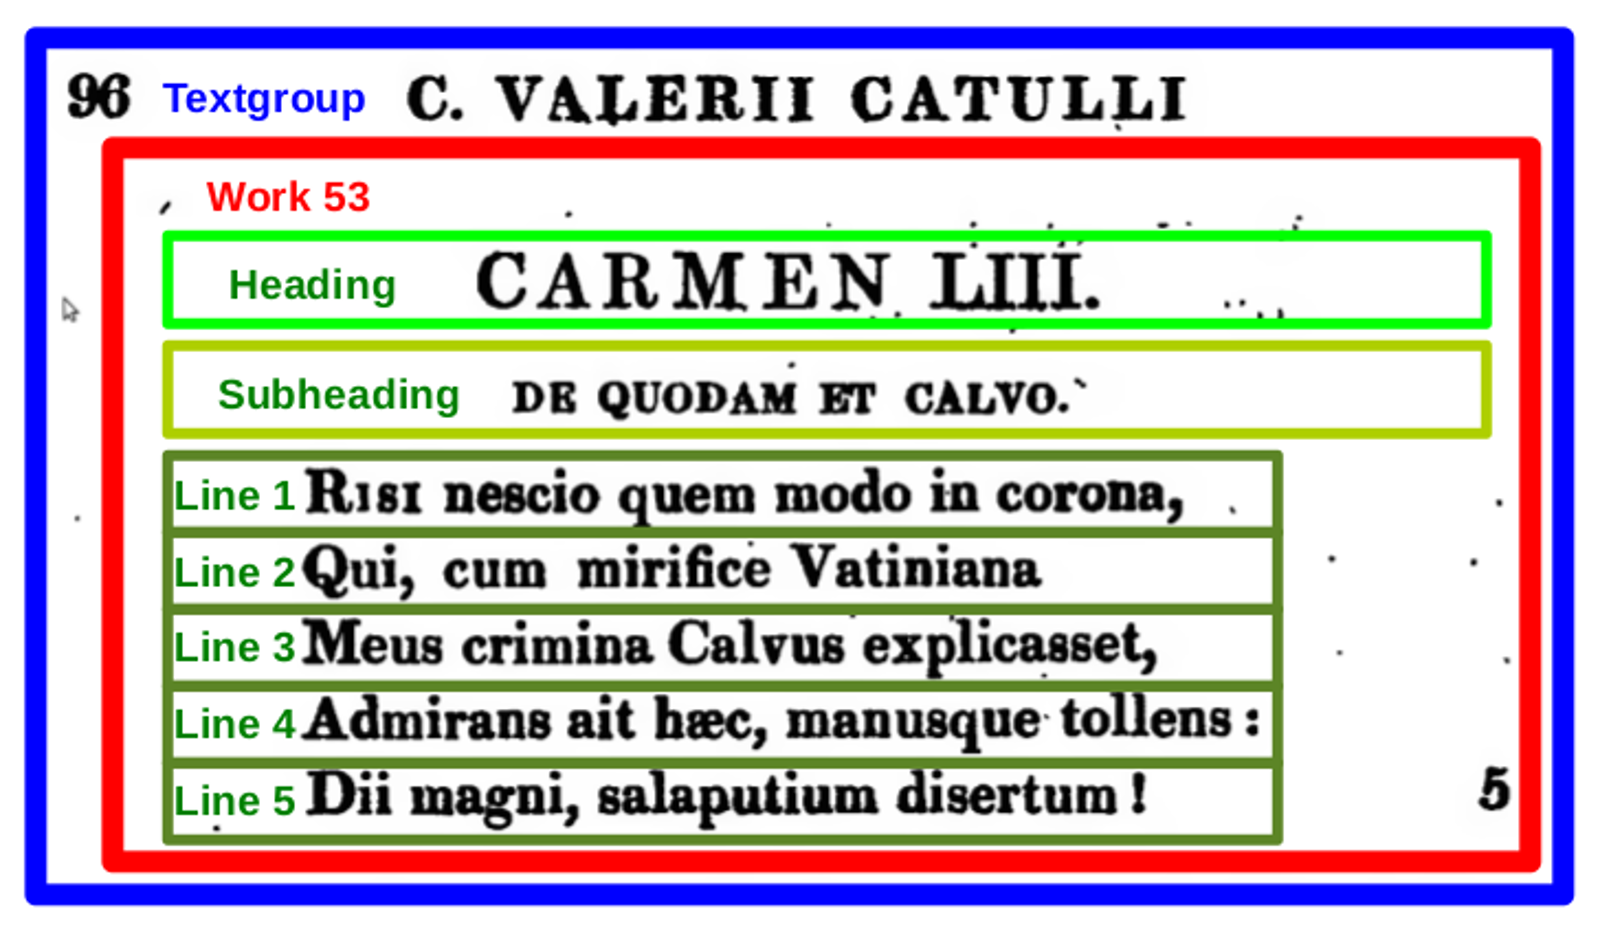 96 Textgroup C. VALERII CATULLI
Work 53
Heading CARMEN LIII.
Subheading DE QUODAM ET CALVO.
Line 1 RISI nescio quem modo in corona,
Line 2 Qui, cum mirifice Vatiniana
Line 3 Meus crimina Calvus explicasset,
Line 4 Admirans ait hæc, manusque tollens :
Line 5 Dii magni, salaputium disertum ! 5